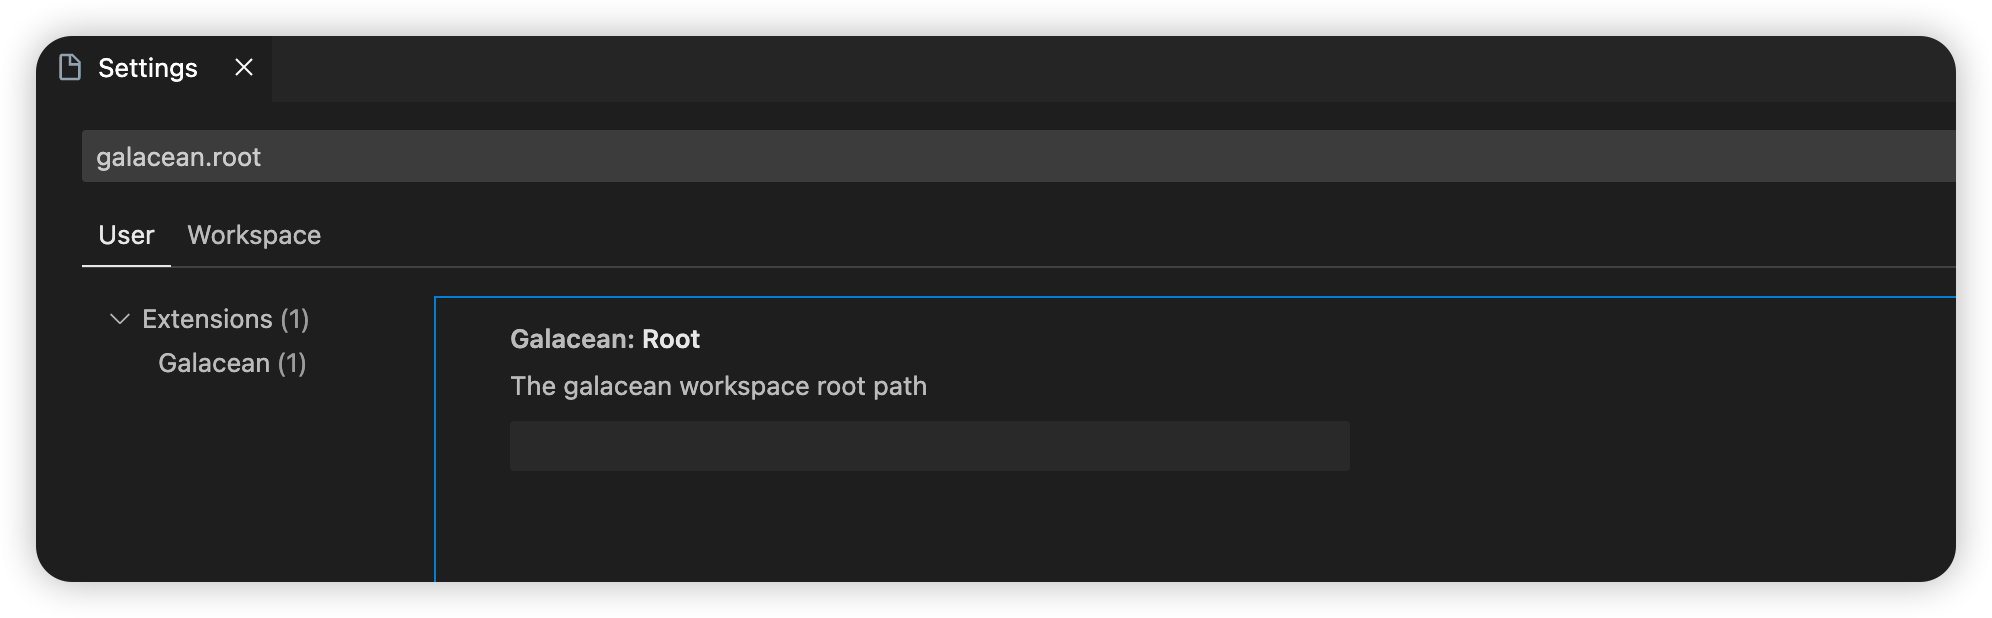 Settings
galacean.root
User Workspace
Extensions (1)
Galacean (1)
Galacean: Root
The galacean workspace root path